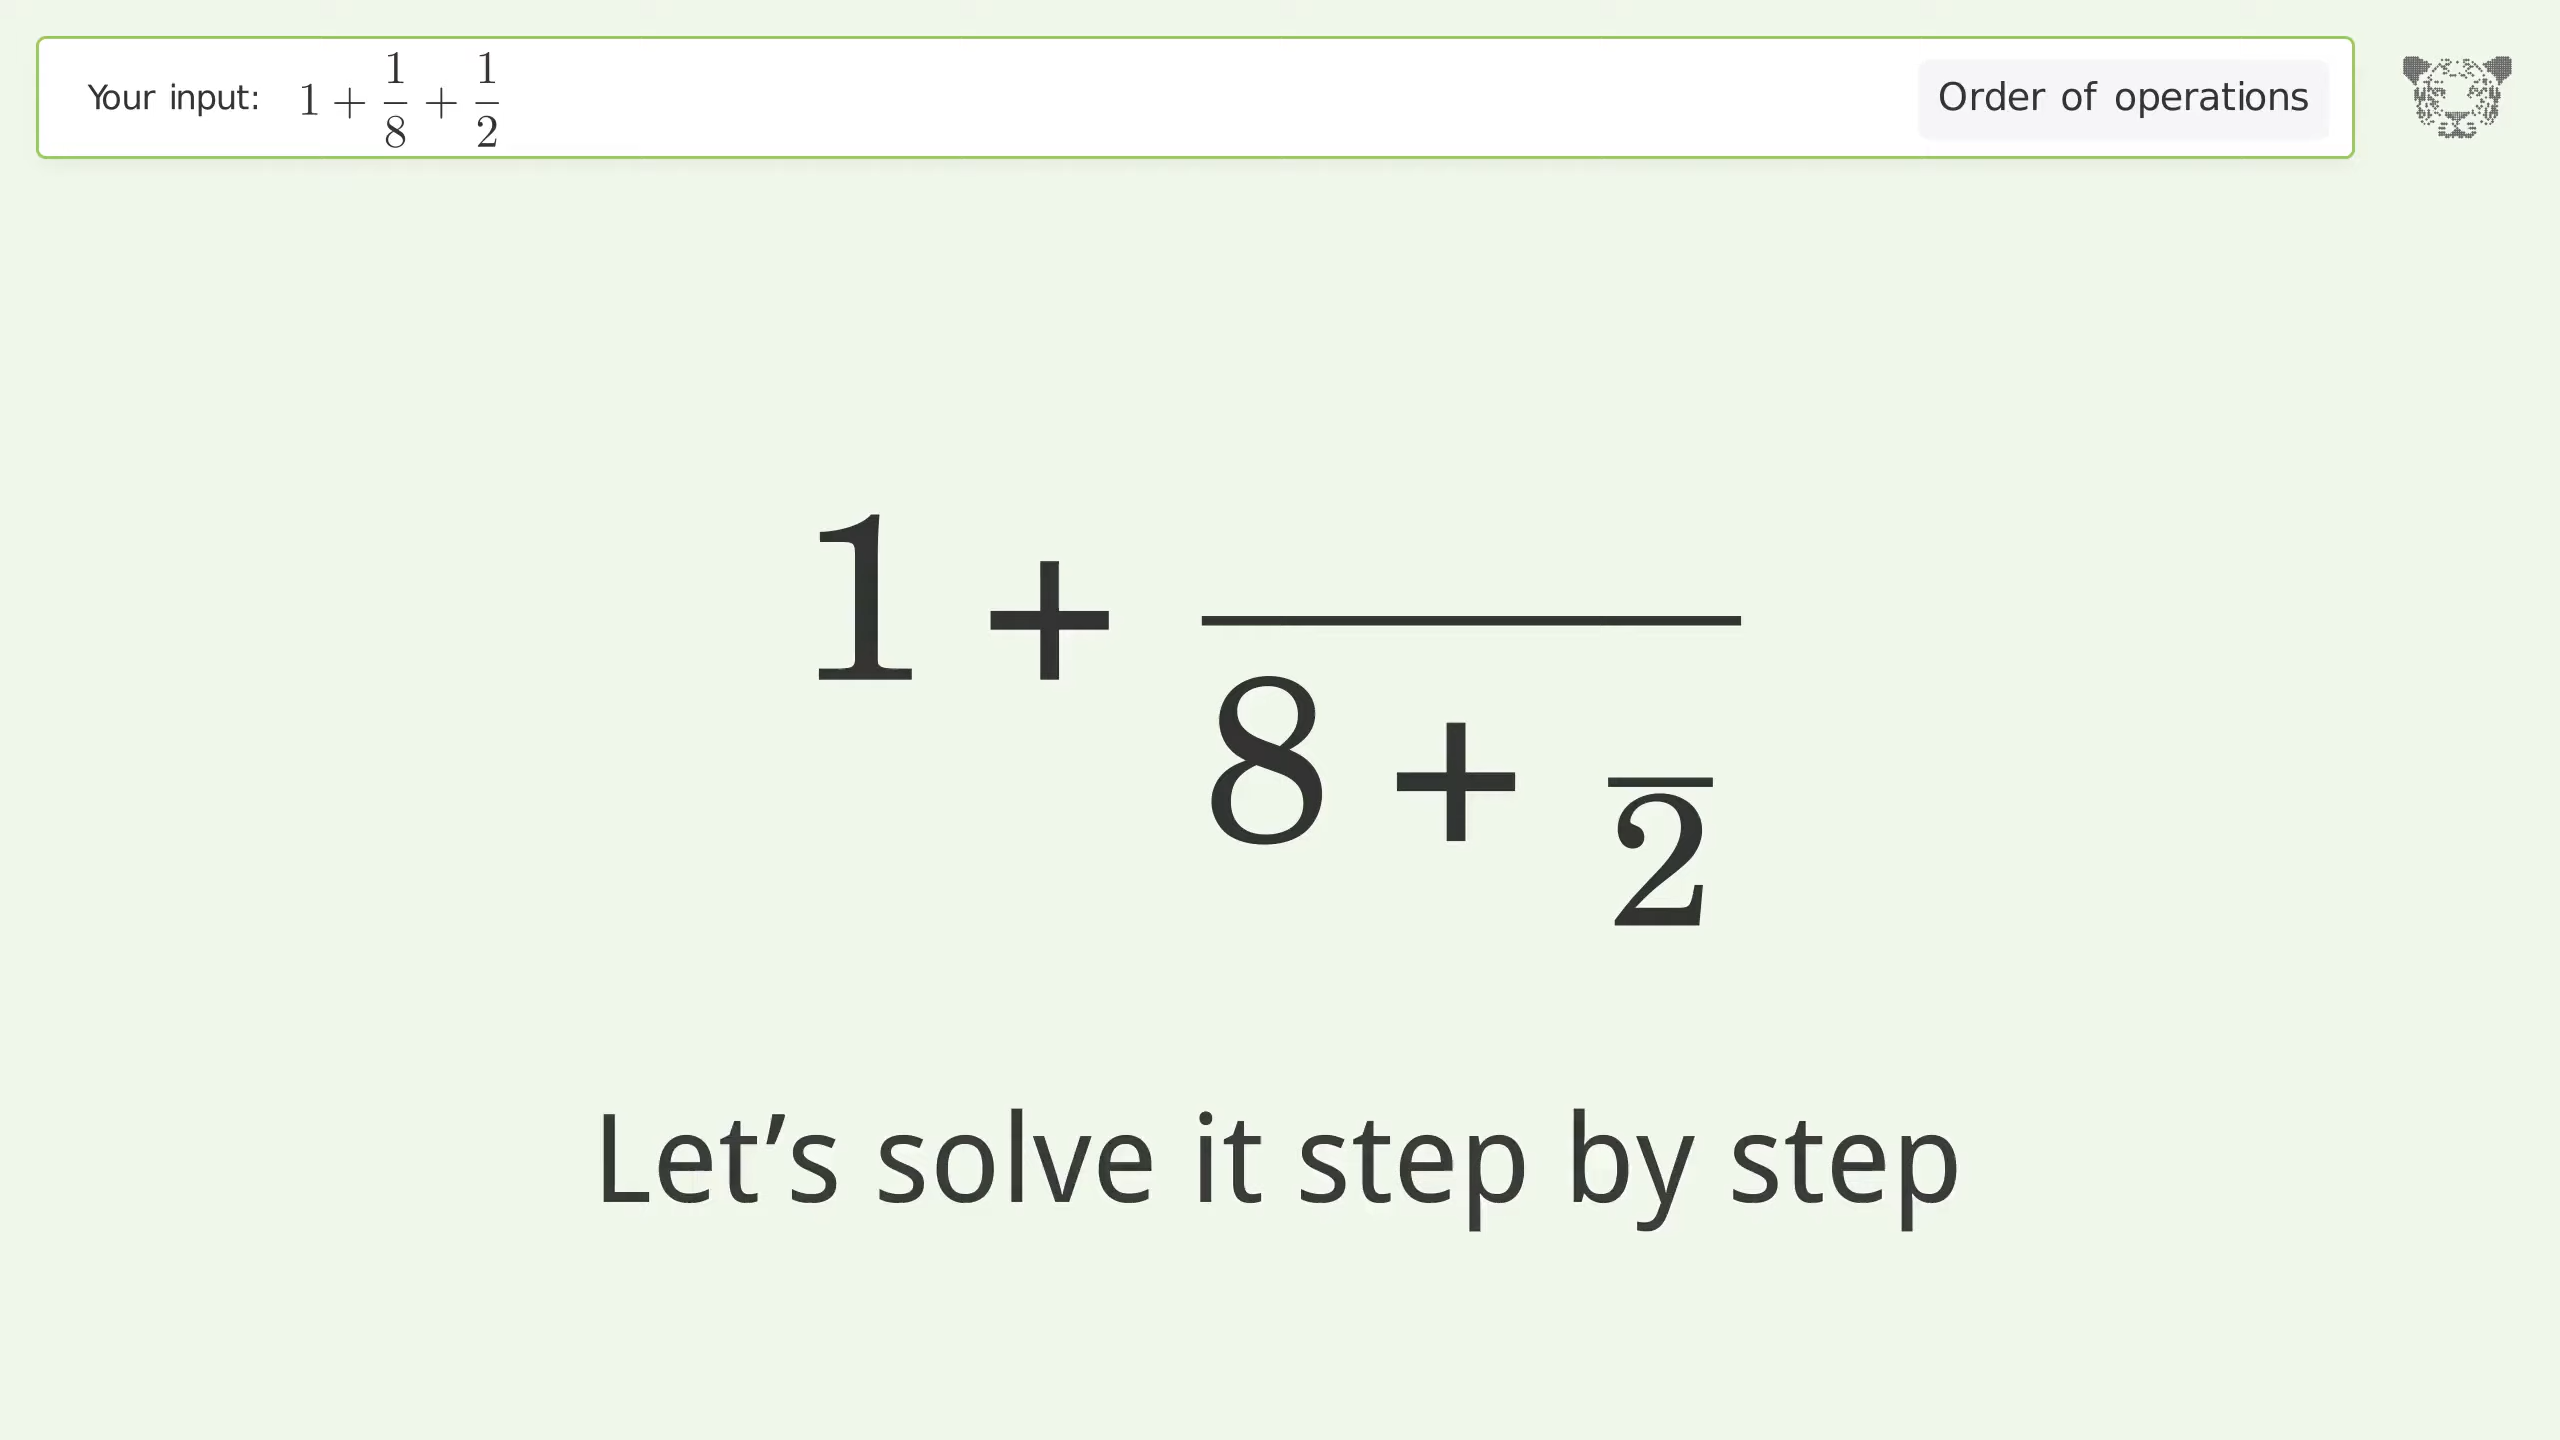 Your input: 1 + 1/8 + 1/2
Order of operations
1 + —/(8 + —/2)
Let’s solve it step by step